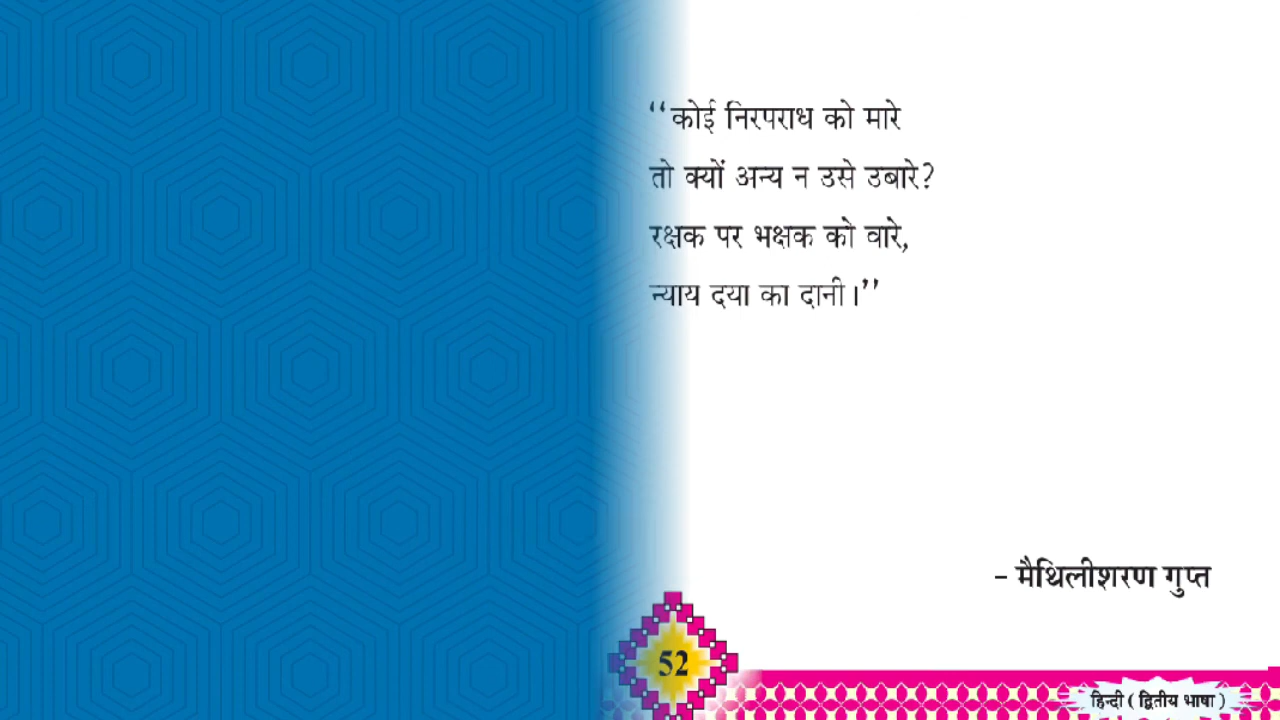 ‘‘कोई निरपराध को मारे
तो क्यों अन्य न उसे उबारे?
रक्षक पर भक्षक को वारे,
न्याय दया का दानी।’’
- मैथिलीशरण गुप्त
52
हिन्दी ( द्वितीय भाषा )